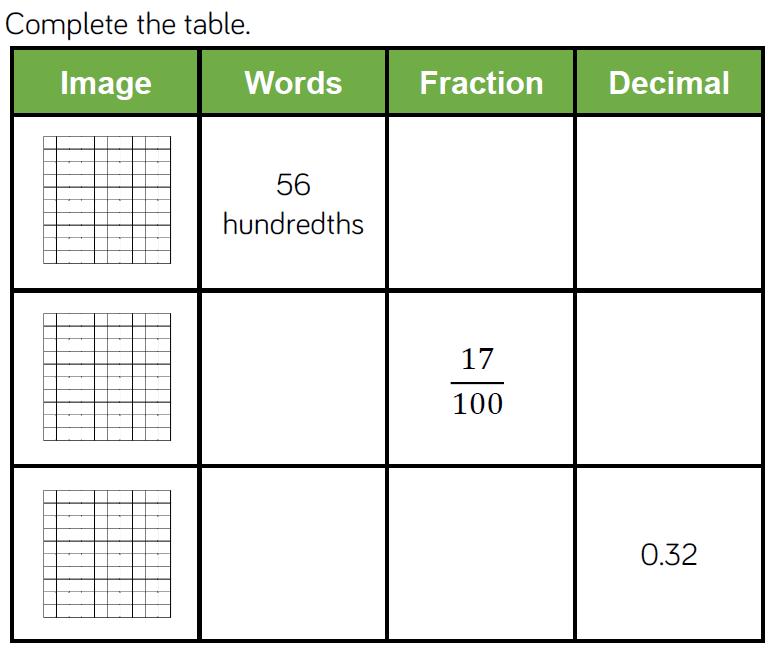 Complete the table.
Image Words Fraction Decimal
56
hundredths
17
100
0.32